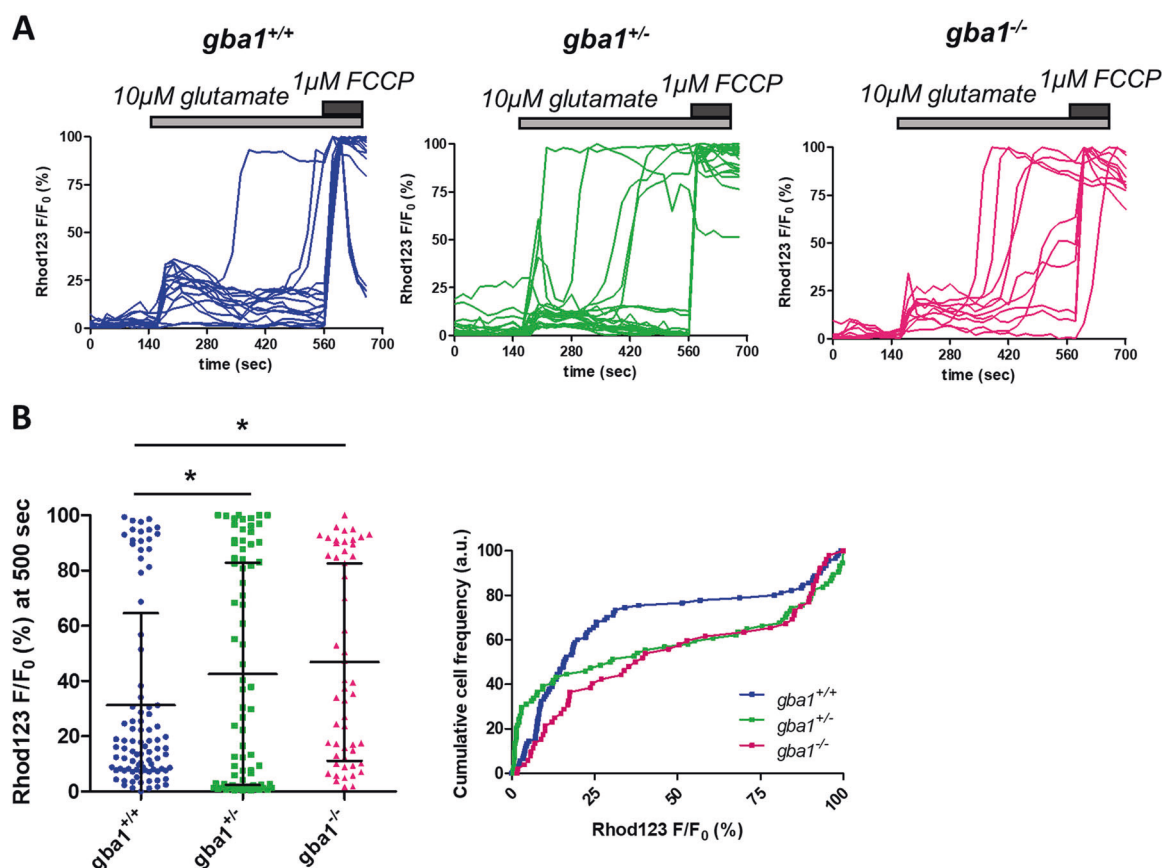 A
gba1+/+
gba1+/-
gba1-/-
10µM glutamate
1µM FCCP
10µM glutamate
1µM FCCP
10µM glutamate
1µM FCCP
Rhod123 F/F0 (%)
100
75
50
25
0
0 140 280 420 560 700
time (sec)
Rhod123 F/F0 (%)
100
75
50
25
0
0 140 280 420 560 700
time (sec)
Rhod123 F/F0 (%)
100
75
50
25
0
0 140 280 420 560 700
time (sec)
B
*
*
Rhod123 F/F0 (%) at 500 sec
100
80
60
40
20
0
gba1+/+
gba1+/-
gba1-/-
Cumulative cell frequency (a.u.)
100
80
60
40
20
0
0 25 50 75 100
Rhod123 F/F0 (%)
gba1+/+
gba1+/-
gba1-/-